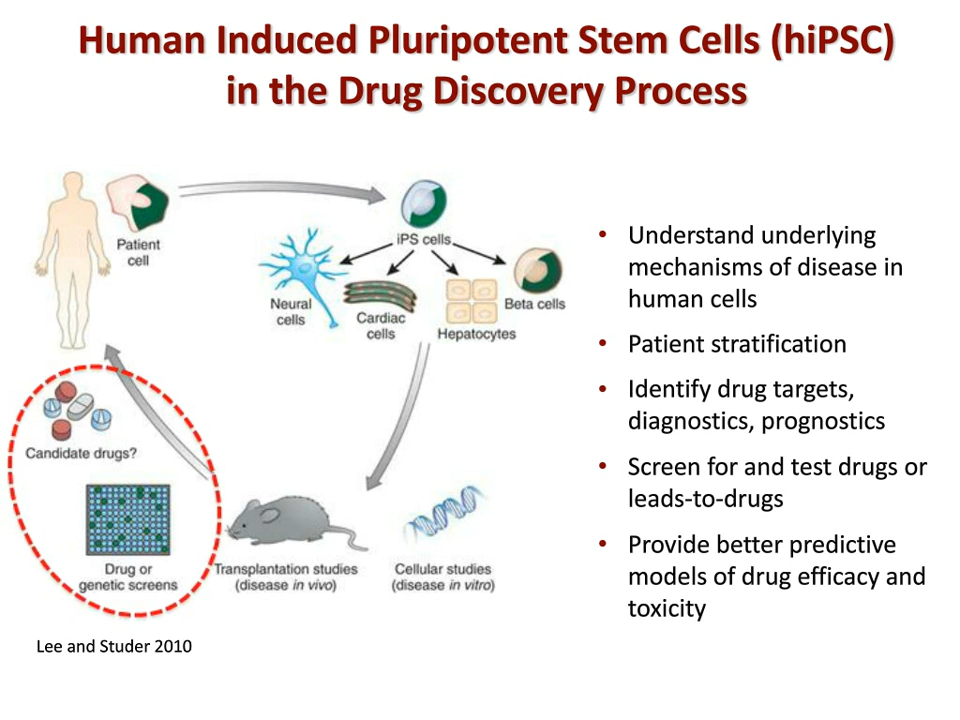 Human Induced Pluripotent Stem Cells (hiPSC)
in the Drug Discovery Process
Patient
cell
iPS cells
Neural
cells
Cardiac
cells
Hepatocytes
Beta cells
Candidate drugs?
Drug or
genetic screens
Transplantation studies
(disease in vivo)
Cellular studies
(disease in vitro)
• Understand underlying
mechanisms of disease in
human cells
• Patient stratification
• Identify drug targets,
diagnostics, prognostics
• Screen for and test drugs or
leads-to-drugs
• Provide better predictive
models of drug efficacy and
toxicity
Lee and Studer 2010